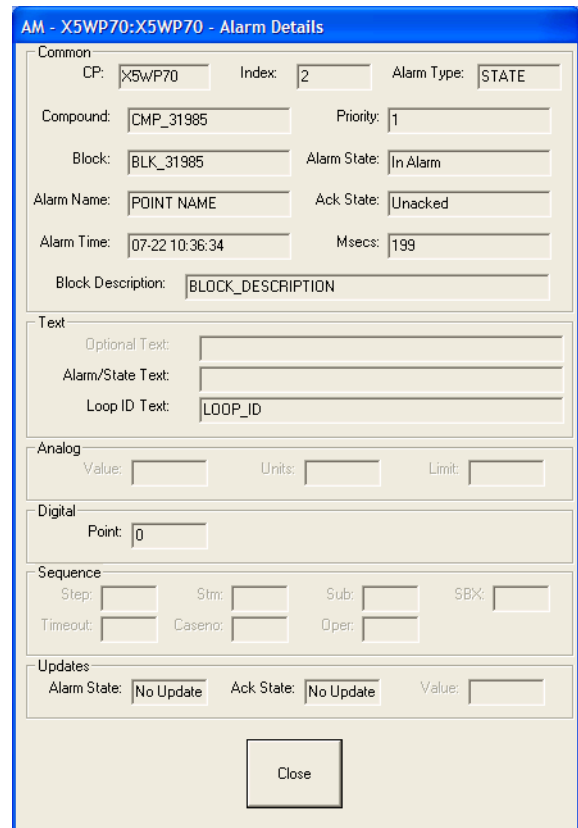 AM - X5WP70:X5WP70 - Alarm Details
Common
CP: X5WP70 Index: 2 Alarm Type: STATE
Compound: CMP_31985 Priority: 1
Block: BLK_31985 Alarm State: In Alarm
Alarm Name: POINT NAME Ack State: Unacked
Alarm Time: 07-22 10:36:34 Msecs: 199
Block Description: BLOCK_DESCRIPTION
Text
Optional Text:
Alarm/State Text:
Loop ID Text: LOOP_ID
Analog
Value: Units: Limit:
Digital
Point: 0
Sequence
Step: Stm: Sub: SBX:
Timeout: Caseno: Oper:
Updates
Alarm State: No Update Ack State: No Update Value:
Close